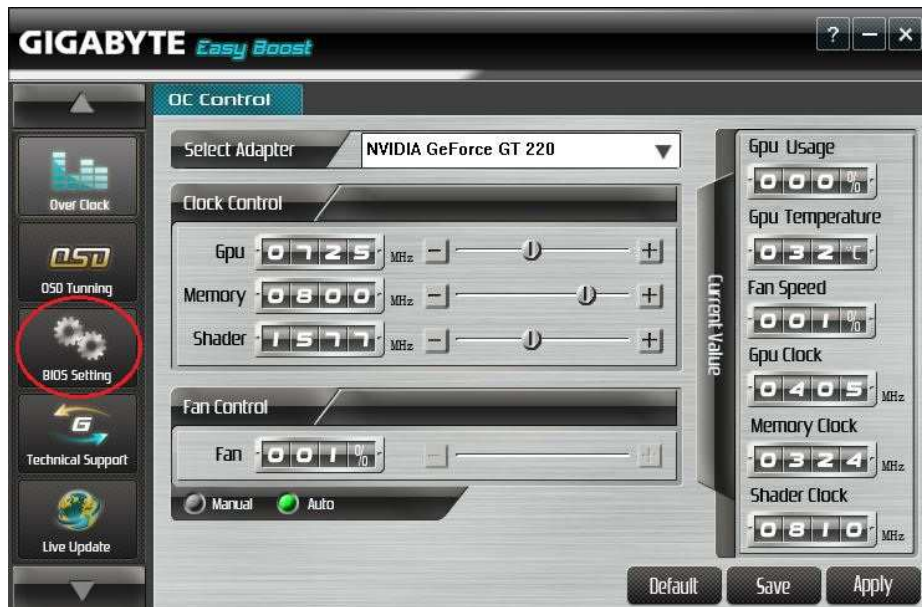 GIGABYTE Easy Boost
? – ×
OC Control
Select Adapter NVIDIA GeForce GT 220
Clock Control
Gpu 0725 MHz – +
Memory 0800 MHz – +
Shader 1577 MHz – +
Fan Control
Fan 001 % – +
Manual Auto
Over Clock
OSD
OSD Tunning
BIOS Setting
G
Technical Support
Live Update
Current Value
Gpu Usage
000 %
Gpu Temperature
032 °C
Fan Speed
001 %
Gpu Clock
0405 MHz
Memory Clock
0324 MHz
Shader Clock
0810 MHz
Default Save Apply